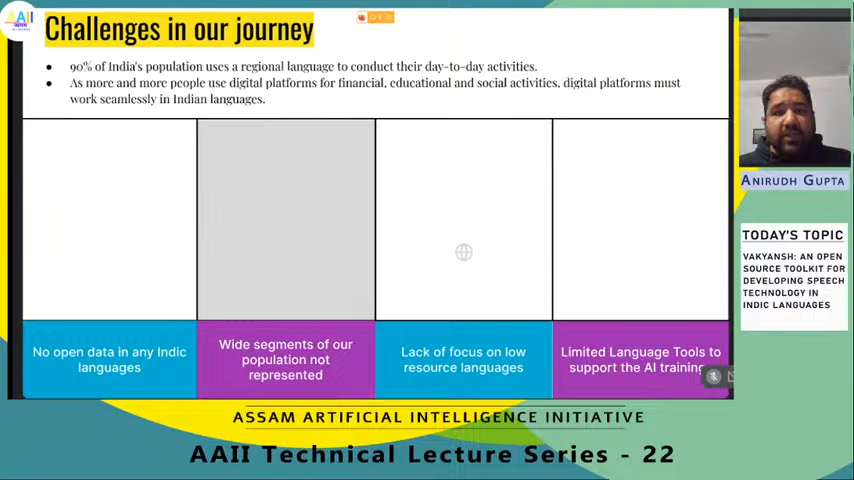 AAII
Challenges in our journey
● 90% of India's population uses a regional language to conduct their day-to-day activities.
● As more and more people use digital platforms for financial, educational and social activities, digital platforms must
work seamlessly in Indian languages.
No open data in any Indic
languages
Wide segments of our
population not
represented
Lack of focus on low
resource languages
Limited Language Tools to
support the AI training
ANIRUDH GUPTA
TODAY'S TOPIC
VAKYANSH: AN OPEN
SOURCE TOOLKIT FOR
DEVELOPING SPEECH
TECHNOLOGY IN
INDIC LANGUAGES
ASSAM ARTIFICIAL INTELLIGENCE INITIATIVE
AAII Technical Lecture Series - 22